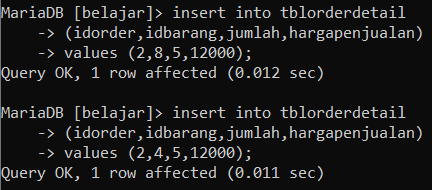 MariaDB [belajar]> insert into tblorderdetail
    -> (idorder,idbarang,jumlah,hargapenjualan)
    -> values (2,8,5,12000);
Query OK, 1 row affected (0.012 sec)

MariaDB [belajar]> insert into tblorderdetail
    -> (idorder,idbarang,jumlah,hargapenjualan)
    -> values (2,4,5,12000);
Query OK, 1 row affected (0.011 sec)